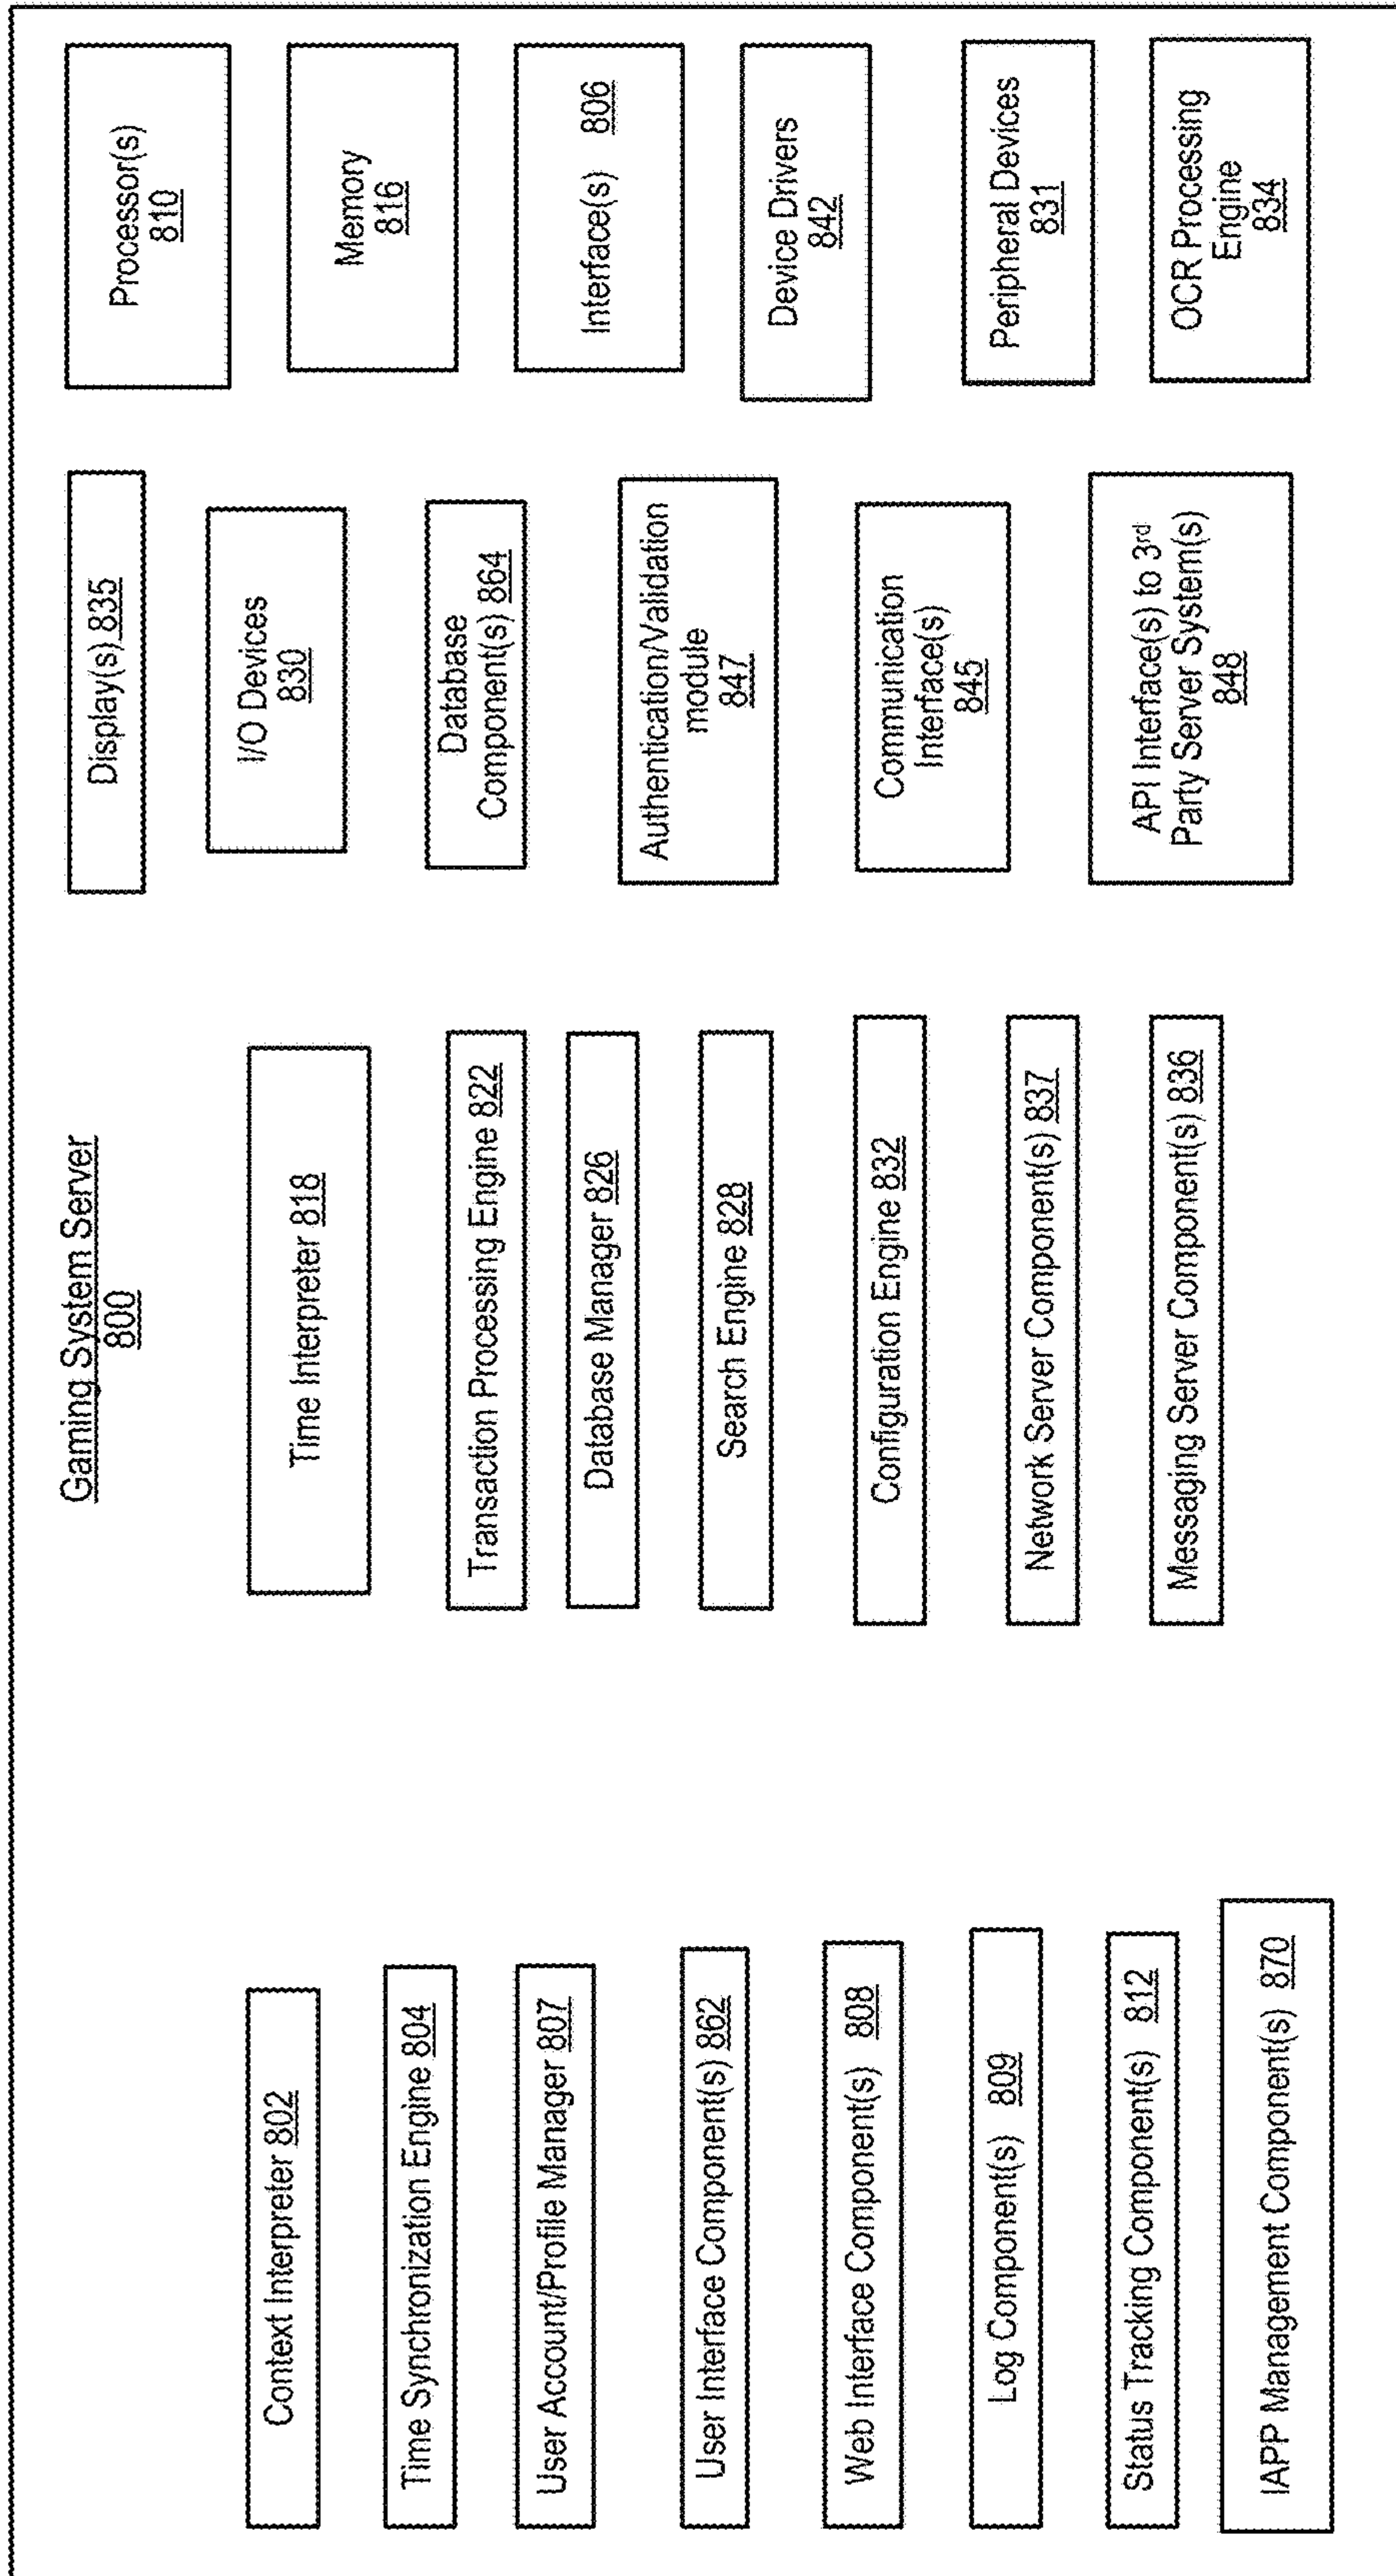 Gaming System Server
800
Context Interpreter 802
Time Synchronization Engine 804
User Account/Profile Manager 807
User Interface Component(s) 862
Web Interface Component(s) 808
Log Component(s) 809
Status Tracking Component(s) 812
IAPP Management Component(s) 870
Time Interpreter 818
Transaction Processing Engine 822
Database Manager 826
Search Engine 828
Configuration Engine 832
Network Server Component(s) 837
Messaging Server Component(s) 836
Display(s) 835
I/O Devices
830
Database
Component(s) 864
Authentication/Validation
module
847
Communication
Interface(s)
845
API Interface(s) to 3rd
Party Server System(s)
848
Processor(s)
810
Memory
816
Interface(s) 806
Device Drivers
842
Peripheral Devices
831
OCR Processing
Engine
834